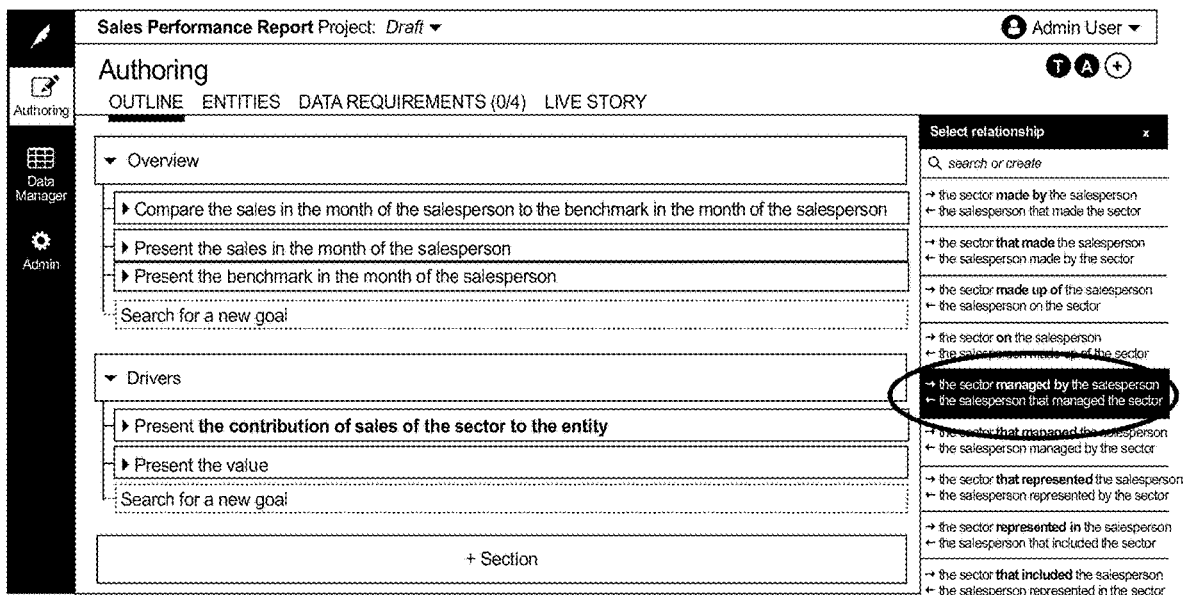 Sales Performance Report Project: Draft
Admin User
Authoring
T A +
OUTLINE ENTITIES DATA REQUIREMENTS (0/4) LIVE STORY
Authoring
Data
Manager
Admin
Overview
Compare the sales in the month of the salesperson to the benchmark in the month of the salesperson
Present the sales in the month of the salesperson
Present the benchmark in the month of the salesperson
Search for a new goal
Drivers
Present the contribution of sales of the sector to the entity
Present the value
Search for a new goal
+ Section
Select relationship x
search or create
→ the sector made by the salesperson
← the salesperson that made the sector
→ the sector that made the salesperson
← the salesperson made by the sector
→ the sector made up of the salesperson
← the salesperson on the sector
→ the sector on the salesperson
← the salesperson made up of the sector
→ the sector managed by the salesperson
← the salesperson that managed the sector
→ the sector that managed the salesperson
← the salesperson managed by the sector
→ the sector that represented the salesperson
← the salesperson represented by the sector
→ the sector represented in the salesperson
← the salesperson that included the sector
→ the sector that included the salesperson
← the salesperson represented in the sector